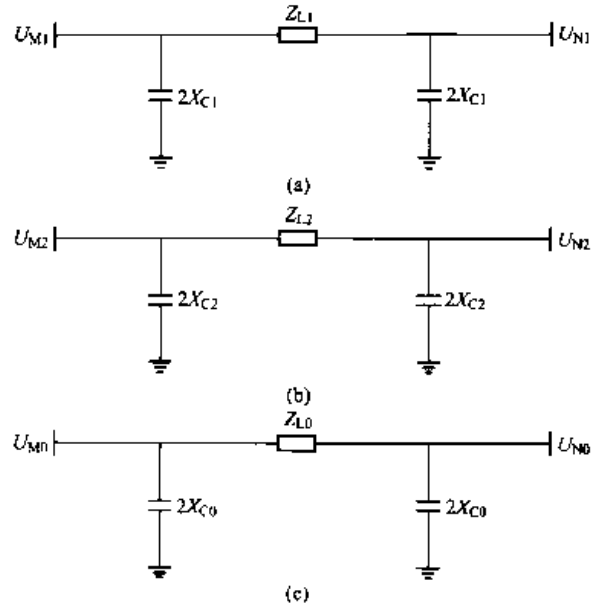 U_M1 Z_L1 U_N1
2X_C1 2X_C1
(a)
U_M2 Z_L2 U_N2
2X_C2 2X_C2
(b)
U_M0 Z_L0 U_N0
2X_C0 2X_C0
(c)